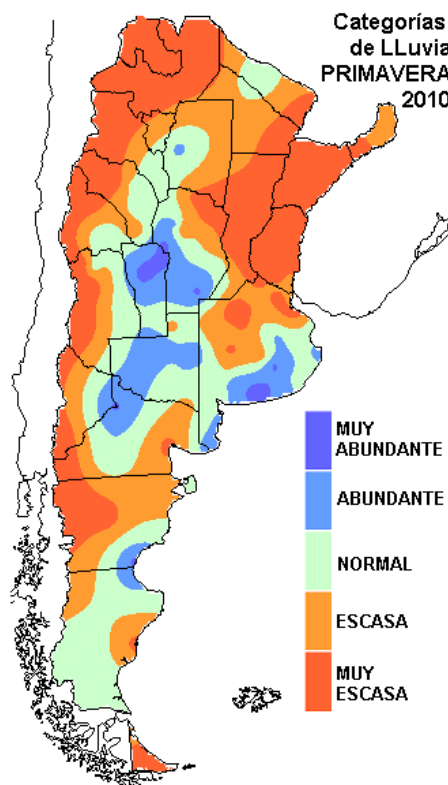 Categorías
de LLuvia
PRIMAVERA
2010
MUY
ABUNDANTE
ABUNDANTE
NORMAL
ESCASA
MUY
ESCASA